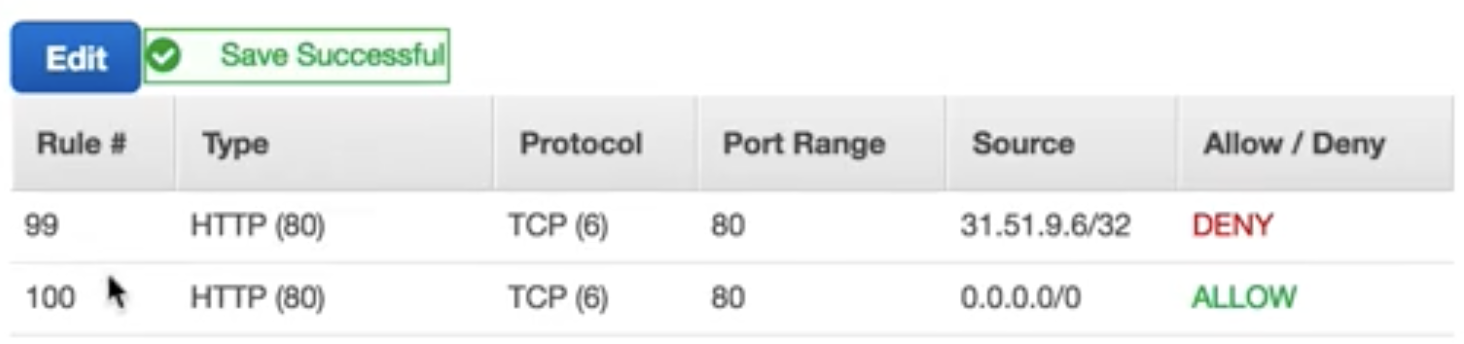 Edit Save Successful
Rule # Type Protocol Port Range Source Allow / Deny
99 HTTP (80) TCP (6) 80 31.51.9.6/32 DENY
100 HTTP (80) TCP (6) 80 0.0.0.0/0 ALLOW